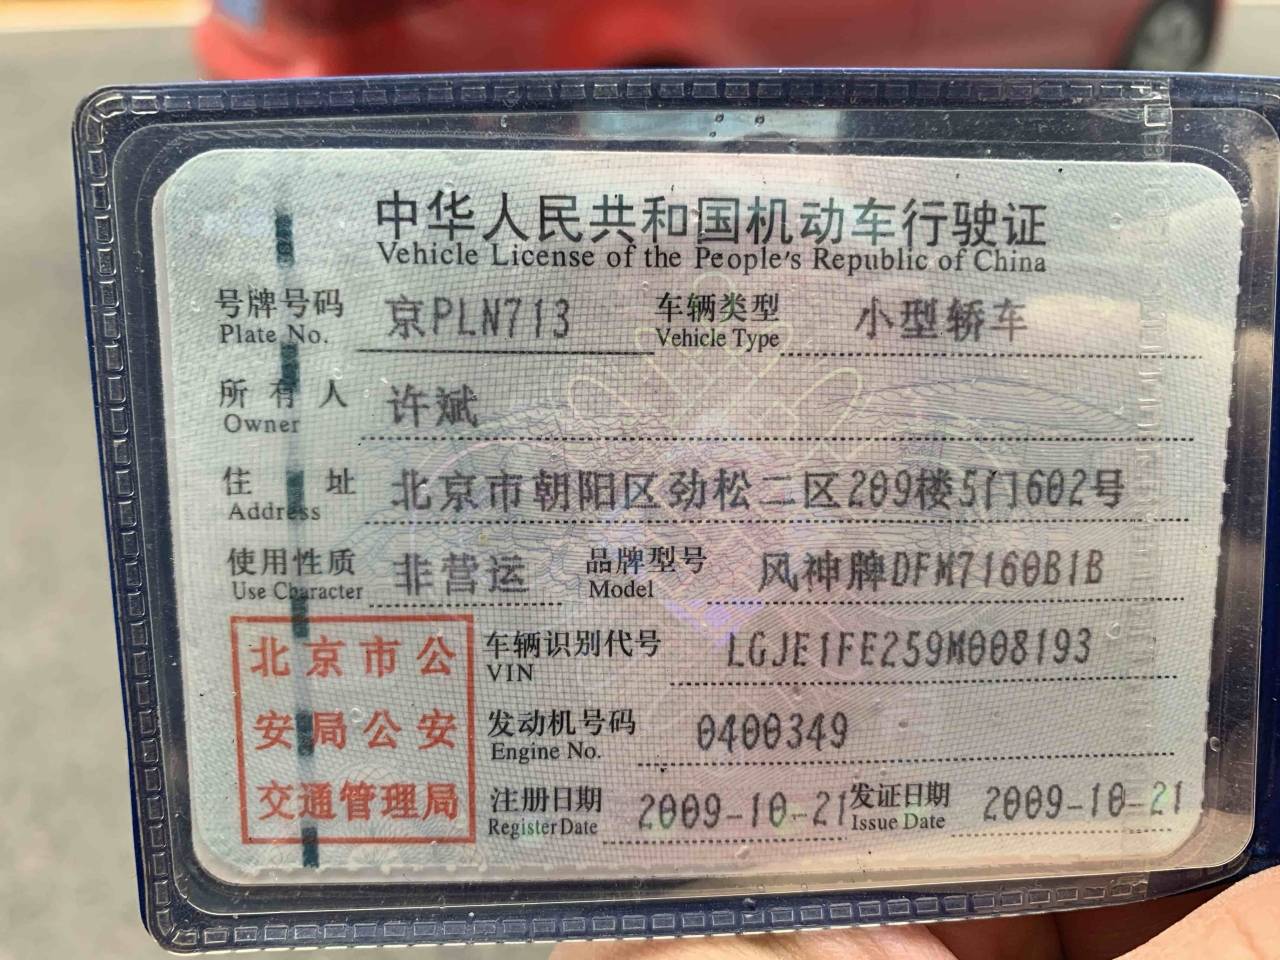 中华人民共和国机动车行驶证
Vehicle License of the People's Republic of China
号牌号码 京PLN713 车辆类型 小型轿车
Plate No. Vehicle Type
所有人 许斌
Owner
住址 北京市朝阳区劲松二区209楼5门602号
Address
使用性质 非营运 品牌型号 风神牌DFM7160B1B
Use Character Model
车辆识别代号 LGJE1FE259M008193
VIN
发动机号码 0400349
Engine No.
注册日期 2009-10-21 发证日期 2009-10-21
Register Date Issue Date
北京市公
安局公安
交通管理局